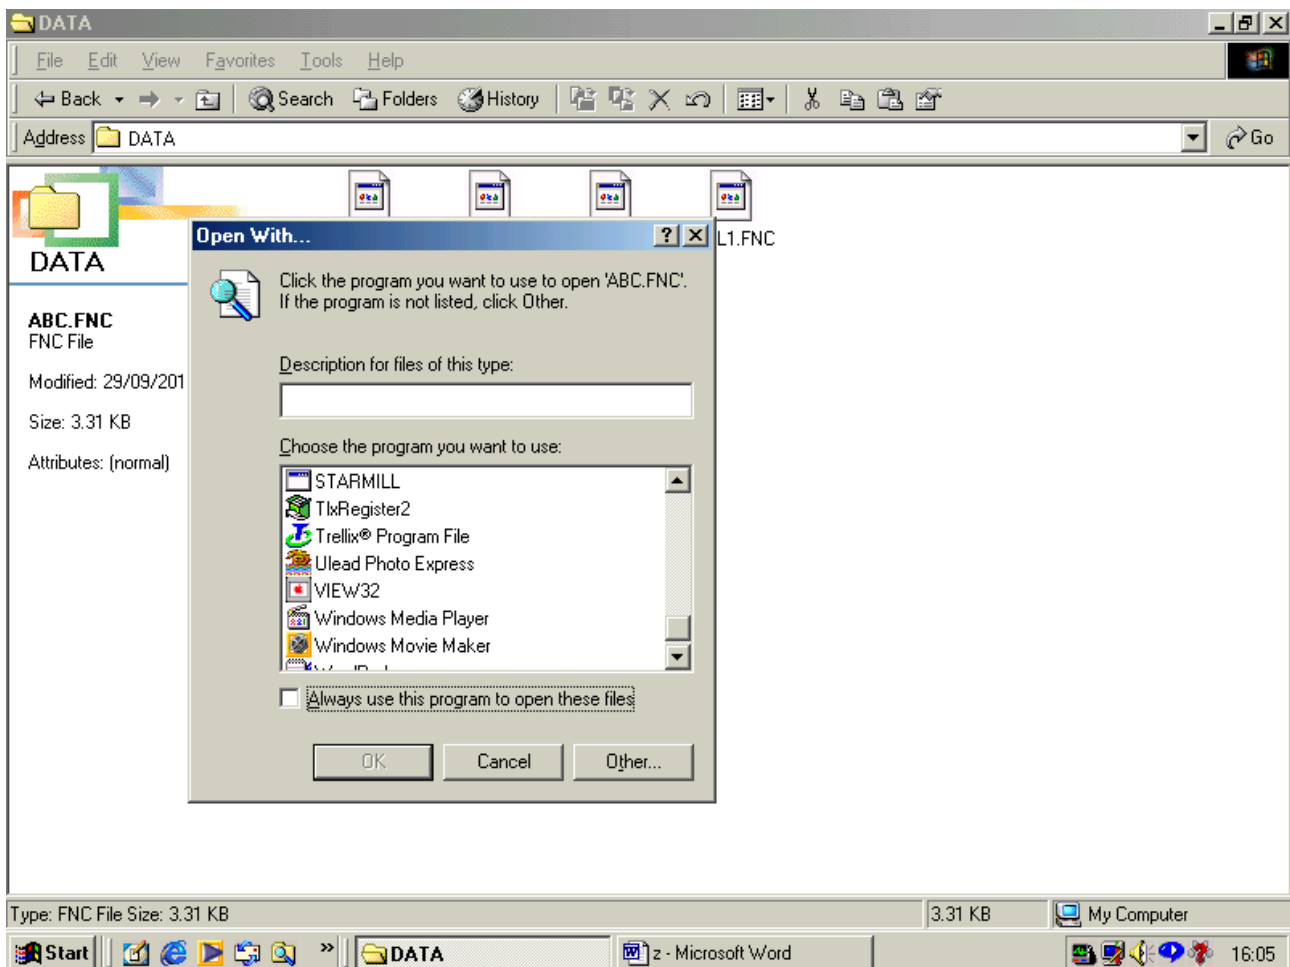 DATA
File Edit View Favorites Tools Help
Back Search Folders History
Address DATA Go
DATA
L1.FNC
ABC.FNC
FNC File
Modified: 29/09/201
Size: 3.31 KB
Attributes: (normal)
Open With...
Click the program you want to use to open 'ABC.FNC'.
If the program is not listed, click Other.
Description for files of this type:
Choose the program you want to use:
STARMILL
TlxRegister2
Trellix® Program File
Ulead Photo Express
VIEW32
Windows Media Player
Windows Movie Maker
Always use this program to open these files
OK Cancel Other...
Type: FNC File Size: 3.31 KB 3.31 KB My Computer
Start » DATA z - Microsoft Word 16:05